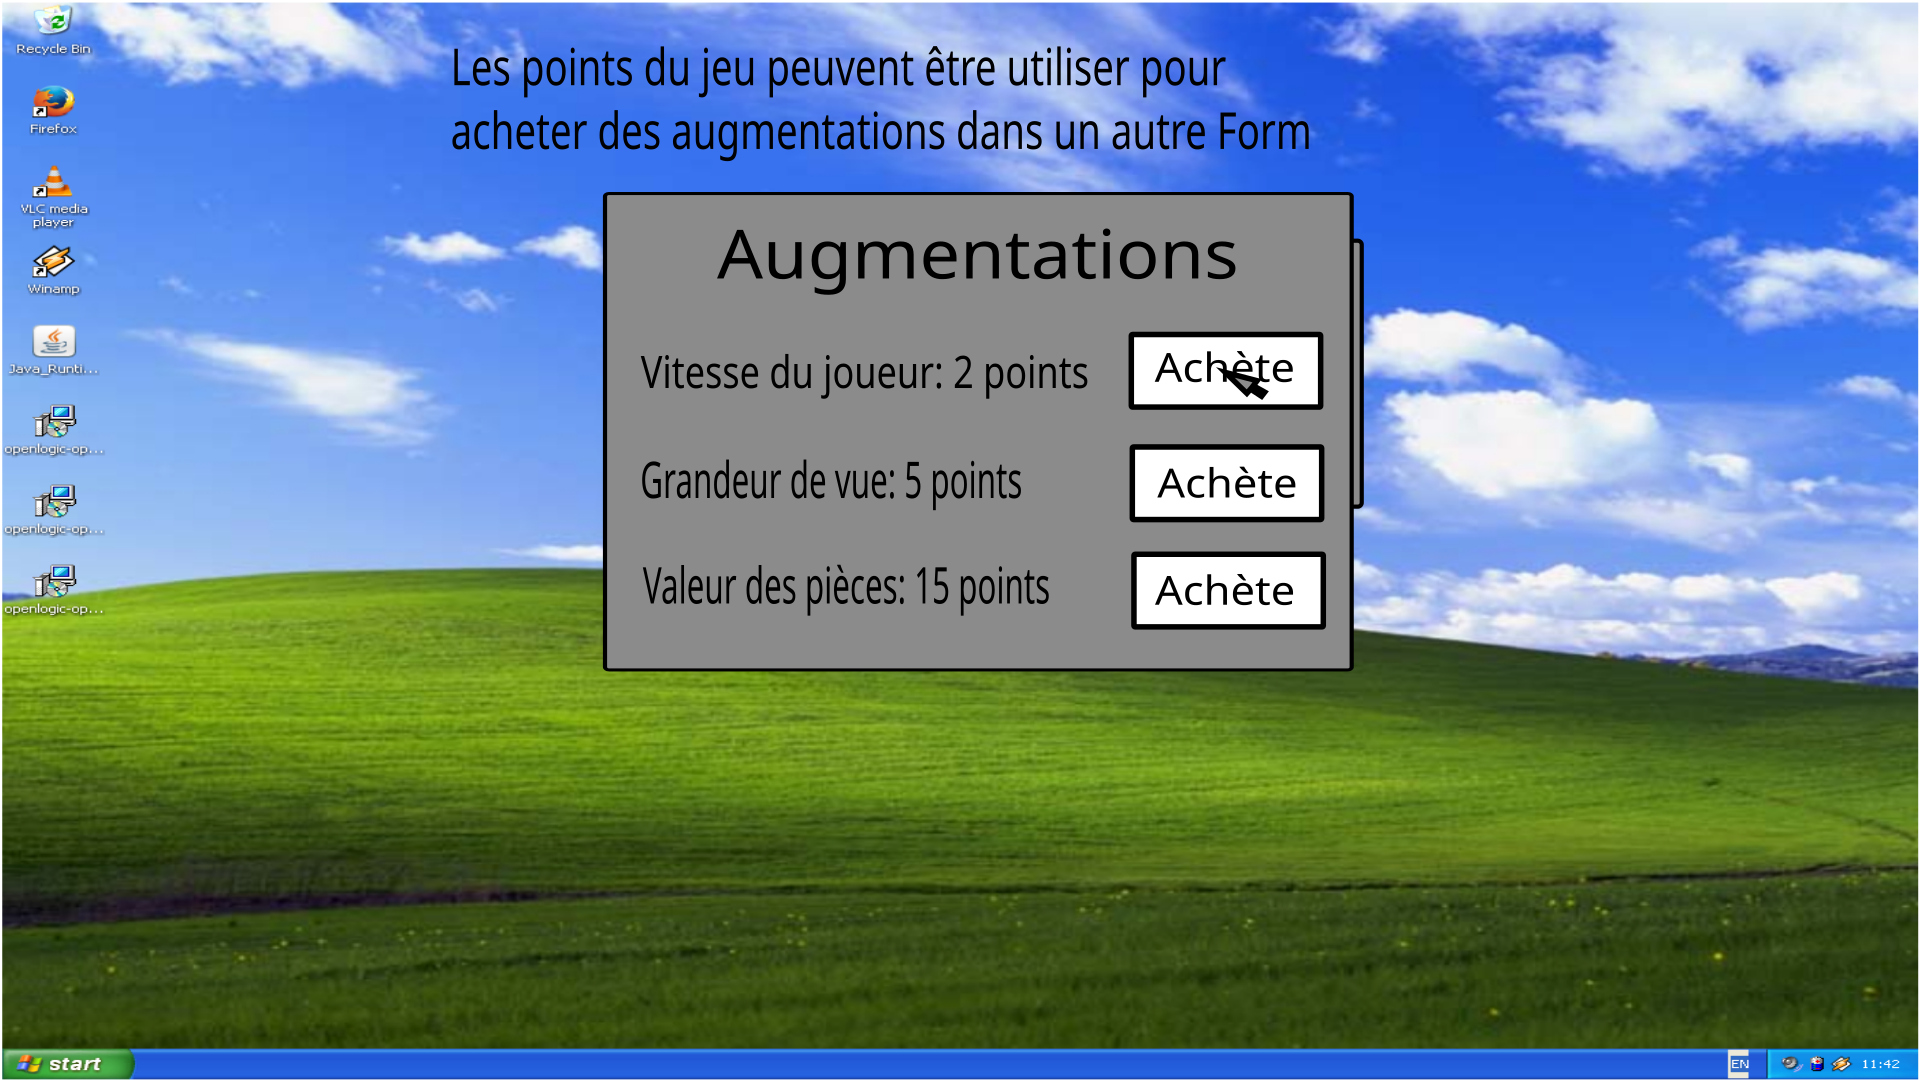 Recycle Bin
Firefox
VLC media
player
Winamp
Java_Runti...
openlogic-op...
openlogic-op...
openlogic-op...
Les points du jeu peuvent être utiliser pour
acheter des augmentations dans un autre Form
Augmentations
Vitesse du joueur: 2 points
Achète
Grandeur de vue: 5 points
Achète
Valeur des pièces: 15 points
Achète
start
EN
11:42